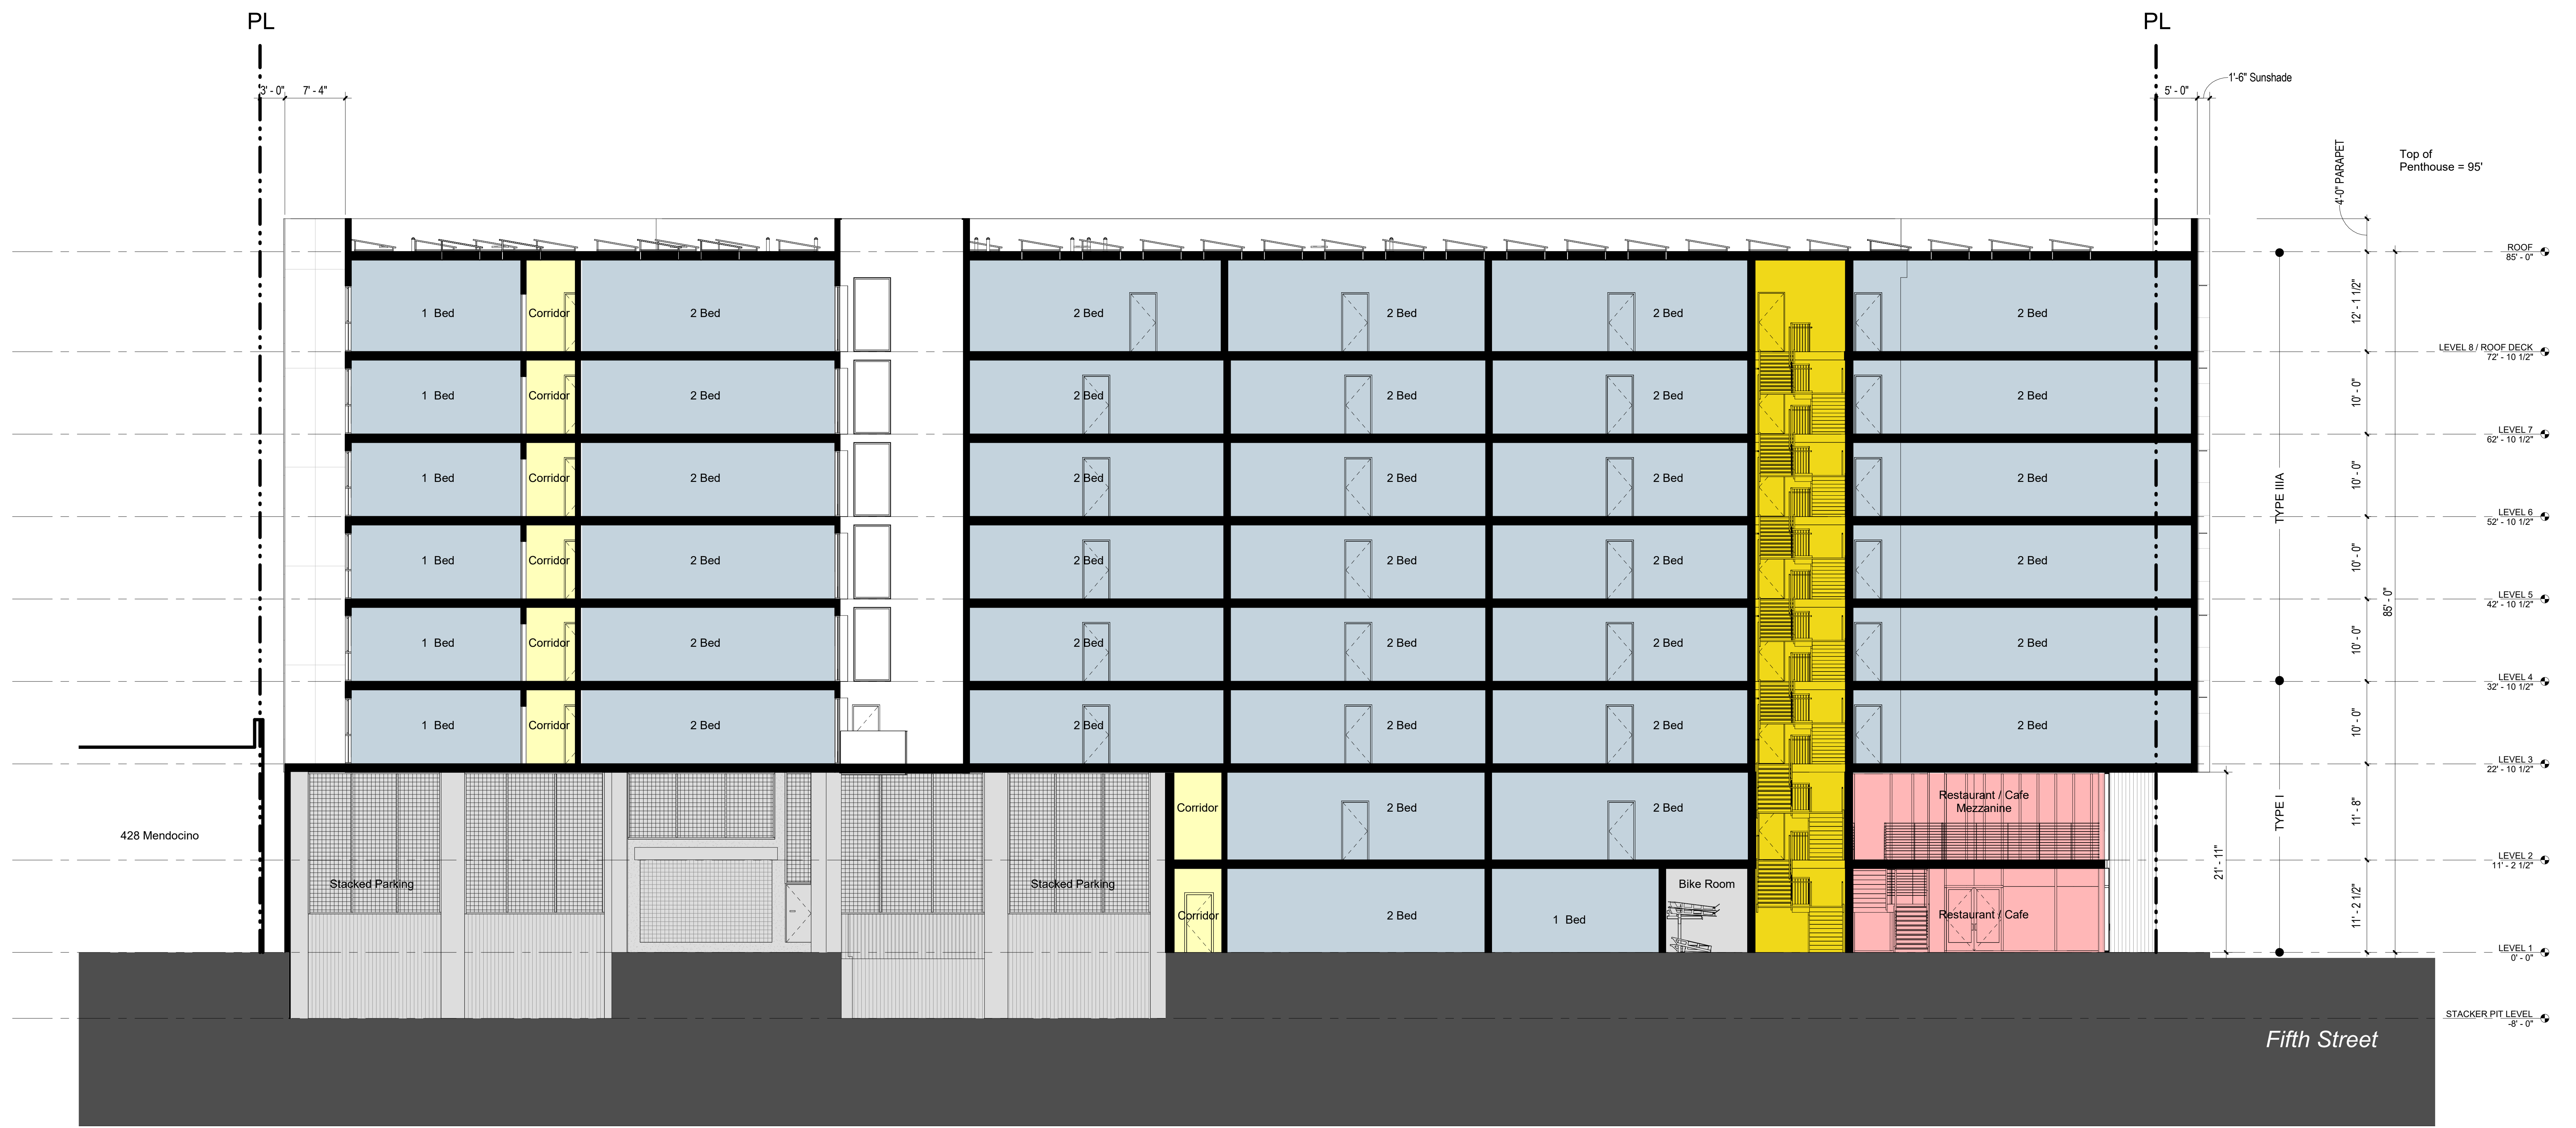 PL
PL
3' - 0"
7' - 4"
5' - 0"
1'-6" Sunshade
4'-0" PARAPET
Top of
Penthouse = 95'
ROOF
85' - 0"
12' - 1 1/2"
1 Bed
Corridor
2 Bed
2 Bed
2 Bed
2 Bed
2 Bed
LEVEL 8 / ROOF DECK
72' - 10 1/2"
10' - 0"
1 Bed
Corridor
2 Bed
2 Bed
2 Bed
2 Bed
2 Bed
LEVEL 7
62' - 10 1/2"
10' - 0"
1 Bed
Corridor
2 Bed
2 Bed
2 Bed
2 Bed
2 Bed
TYPE IIIA
LEVEL 6
52' - 10 1/2"
10' - 0"
1 Bed
Corridor
2 Bed
2 Bed
2 Bed
2 Bed
2 Bed
LEVEL 5
42' - 10 1/2"
85' - 0"
10' - 0"
1 Bed
Corridor
2 Bed
2 Bed
2 Bed
2 Bed
2 Bed
LEVEL 4
32' - 10 1/2"
10' - 0"
1 Bed
Corridor
2 Bed
2 Bed
2 Bed
2 Bed
2 Bed
LEVEL 3
22' - 10 1/2"
428 Mendocino
Corridor
2 Bed
2 Bed
Restaurant / Cafe
Mezzanine
TYPE I
11' - 8"
LEVEL 2
11' - 2 1/2"
21' - 11"
Stacked Parking
Stacked Parking
Corridor
2 Bed
1 Bed
Bike Room
Restaurant / Cafe
11' - 2 1/2"
LEVEL 1
0' - 0"
STACKER PIT LEVEL
-8' - 0"
Fifth Street